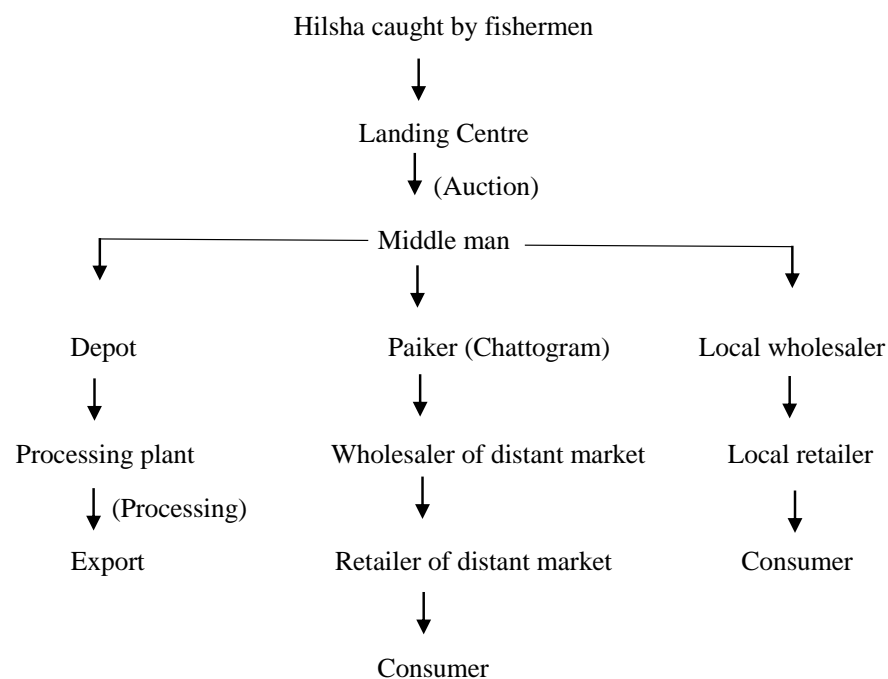 Hilsha caught by fishermen
Landing Centre
(Auction)
Middle man
Depot Paiker (Chattogram) Local wholesaler
Processing plant Wholesaler of distant market Local retailer
(Processing)
Export Retailer of distant market Consumer
Consumer